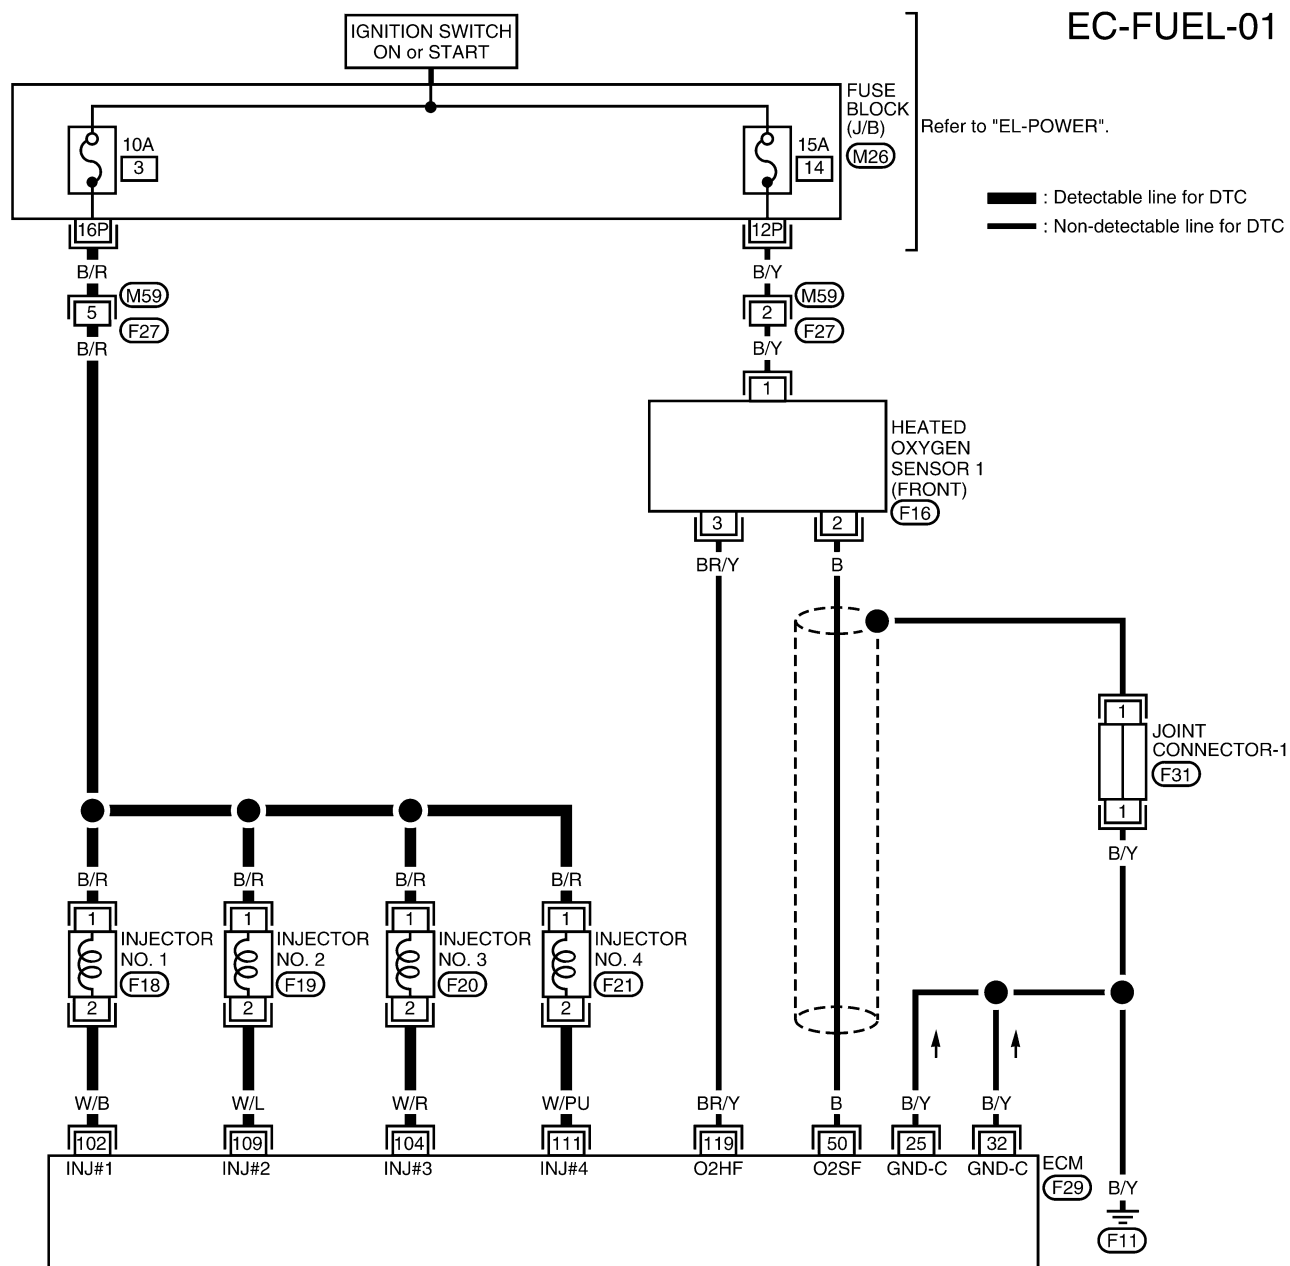 EC-FUEL-01
IGNITION SWITCH
ON or START
FUSE
BLOCK
(J/B)
M26
Refer to "EL-POWER".
10A
3
15A
14
: Detectable line for DTC
: Non-detectable line for DTC
16P
12P
B/R
B/Y
M59
M59
5
2
F27
F27
B/R
B/Y
1
HEATED
OXYGEN
SENSOR 1
(FRONT)
F16
3
2
BR/Y
B
1
JOINT
CONNECTOR-1
F31
1
B/Y
B/R
B/R
B/R
B/R
1
1
1
1
INJECTOR
NO. 1
F18
INJECTOR
NO. 2
F19
INJECTOR
NO. 3
F20
INJECTOR
NO. 4
F21
2
2
2
2
W/B
W/L
W/R
W/PU
BR/Y
B
B/Y
B/Y
102
109
104
111
119
50
25
32
INJ#1
INJ#2
INJ#3
INJ#4
O2HF
O2SF
GND-C
GND-C
ECM
F29
B/Y
F11